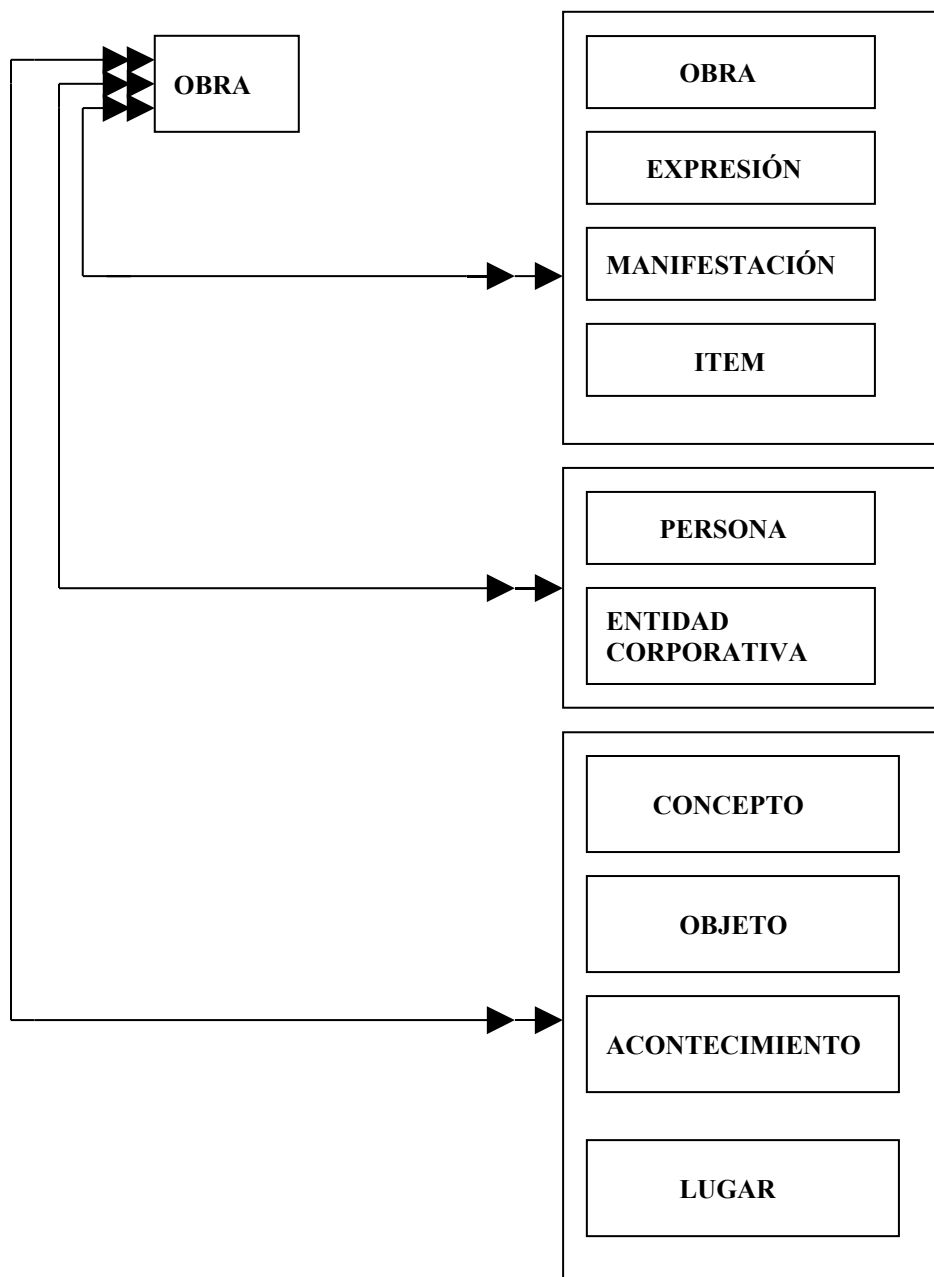 OBRA
OBRA
EXPRESIÓN
MANIFESTACIÓN
ITEM
PERSONA
ENTIDAD
CORPORATIVA
CONCEPTO
OBJETO
ACONTECIMIENTO
LUGAR